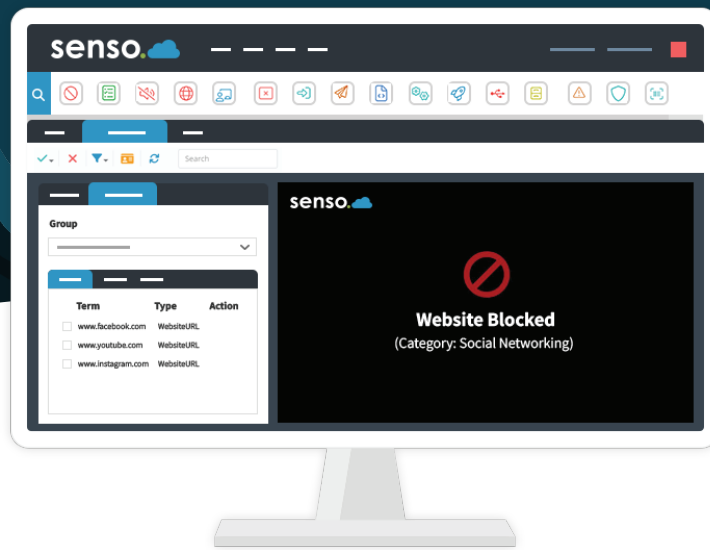 senso.
Search
Group
Term Type Action
www.facebook.com WebsiteURL
www.youtube.com WebsiteURL
www.instagram.com WebsiteURL
senso.
Website Blocked
(Category: Social Networking)